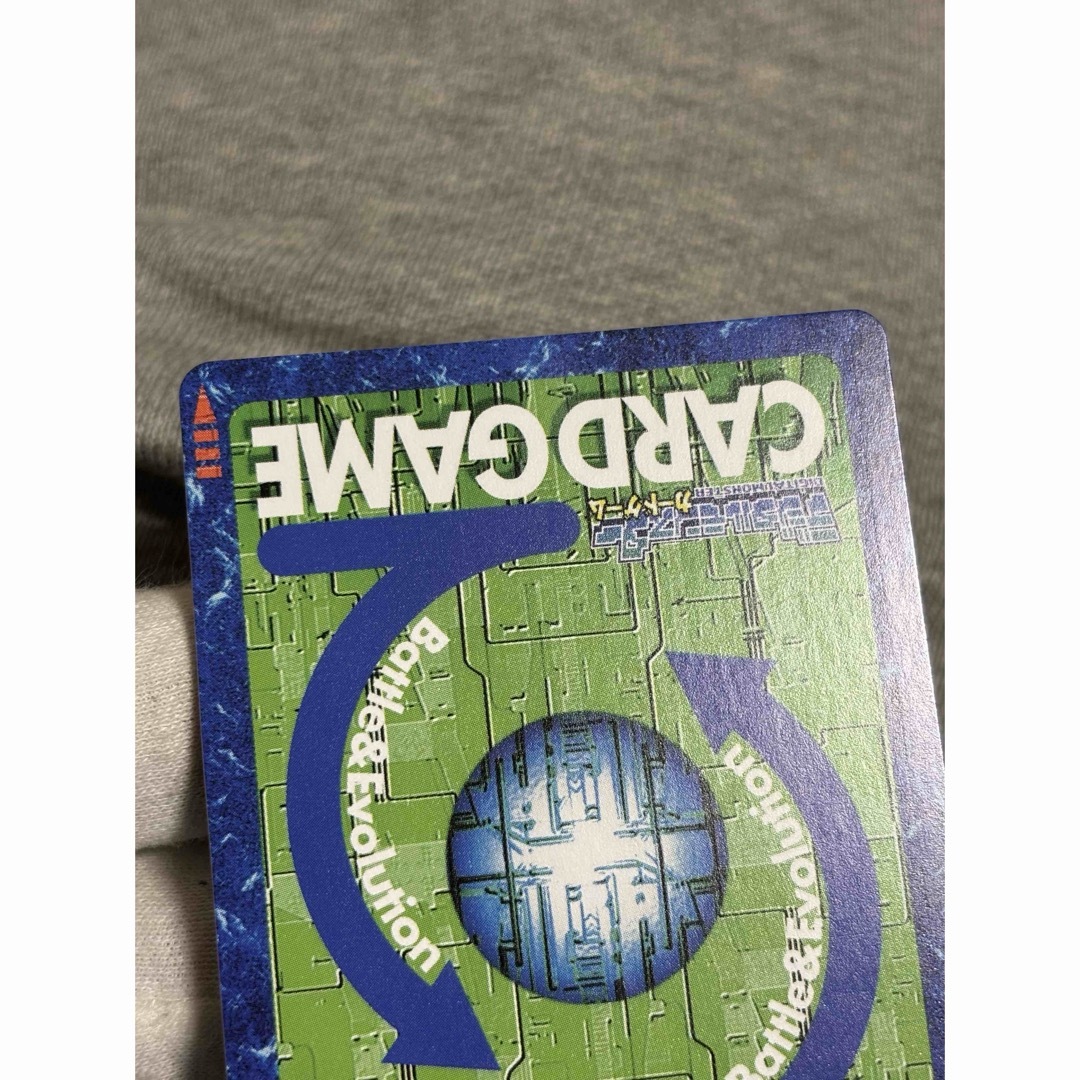 CARD GAME
デジタルモンスター
カードゲーム
DIGITAL MONSTER
Battle&Evolution
Battle&Evolution